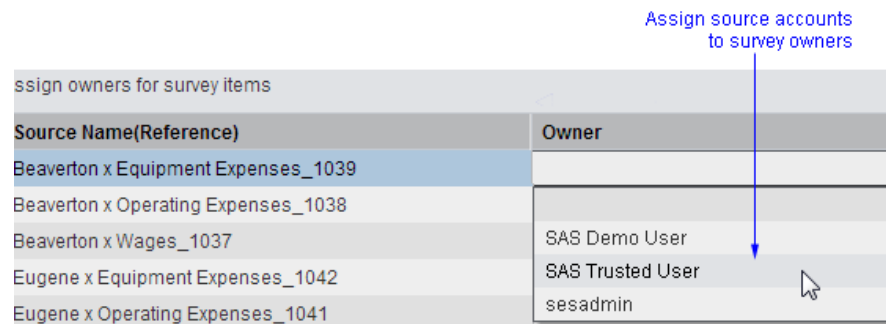 Assign source accounts
to survey owners
ssign owners for survey items
Source Name(Reference) Owner
Beaverton x Equipment Expenses_1039
Beaverton x Operating Expenses_1038
Beaverton x Wages_1037 SAS Demo User
Eugene x Equipment Expenses_1042 SAS Trusted User
Eugene x Operating Expenses_1041 sesadmin